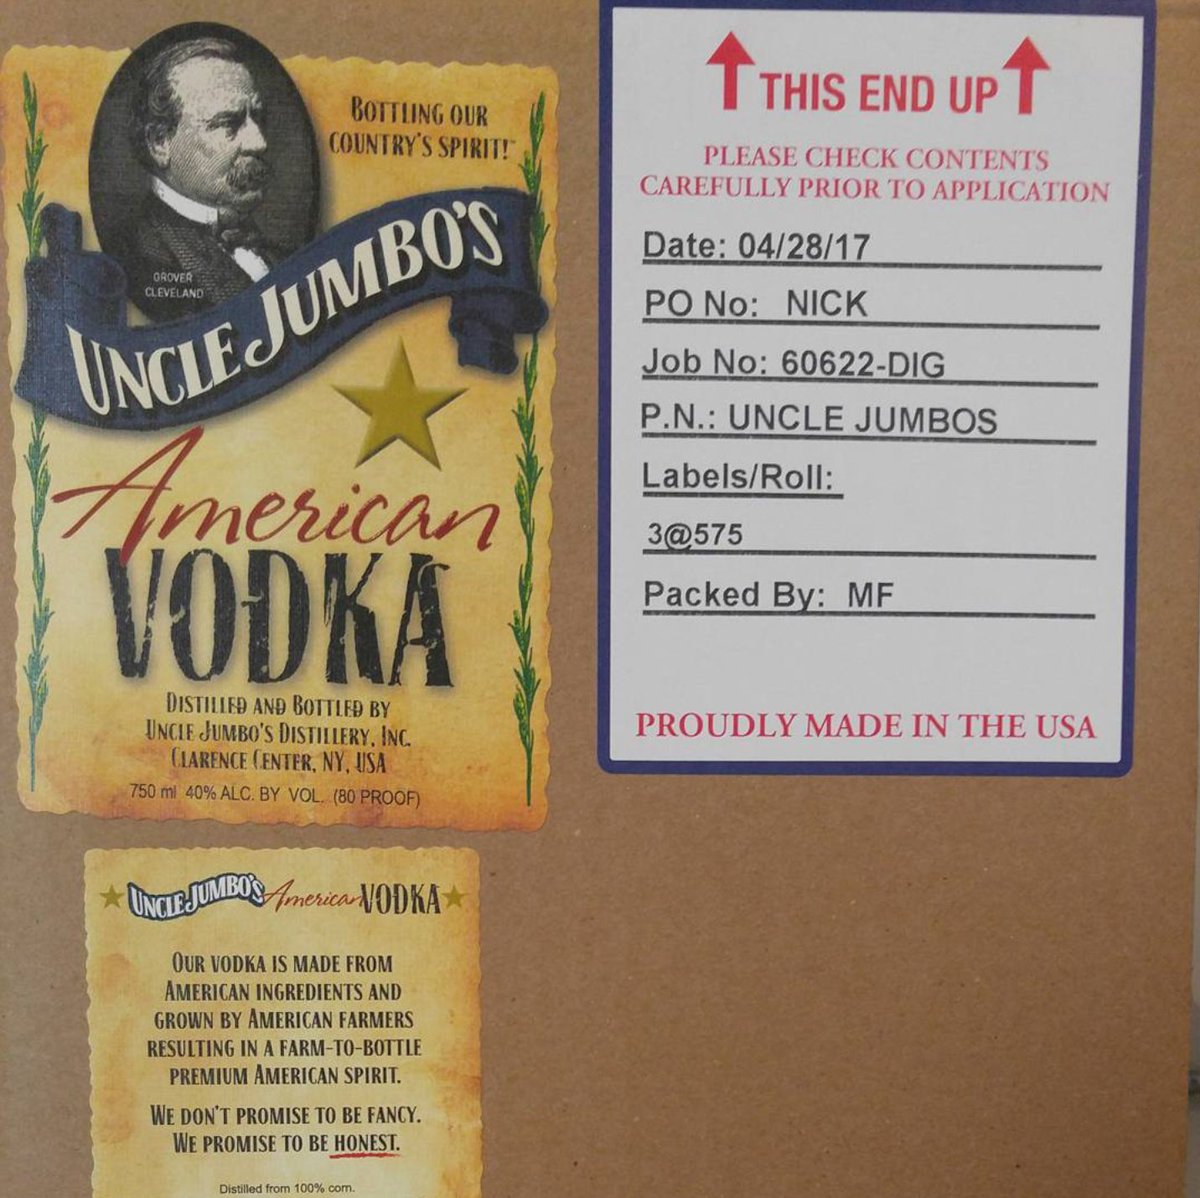 BOTTLING OUR
COUNTRY'S SPIRIT!™
GROVER
CLEVELAND
UNCLE JUMBO'S
American
VODKA
DISTILLED AND BOTTLED BY
UNCLE JUMBO'S DISTILLERY, INC.
CLARENCE CENTER, NY, USA
750 ml 40% ALC. BY VOL. (80 PROOF)
UNCLE JUMBO'S American VODKA
OUR VODKA IS MADE FROM
AMERICAN INGREDIENTS AND
GROWN BY AMERICAN FARMERS
RESULTING IN A FARM-TO-BOTTLE
PREMIUM AMERICAN SPIRIT.
WE DON'T PROMISE TO BE FANCY.
WE PROMISE TO BE HONEST.
Distilled from 100% corn.
THIS END UP
PLEASE CHECK CONTENTS
CAREFULLY PRIOR TO APPLICATION
Date: 04/28/17
PO No: NICK
Job No: 60622-DIG
P.N.: UNCLE JUMBOS
Labels/Roll:
3@575
Packed By: MF
PROUDLY MADE IN THE USA